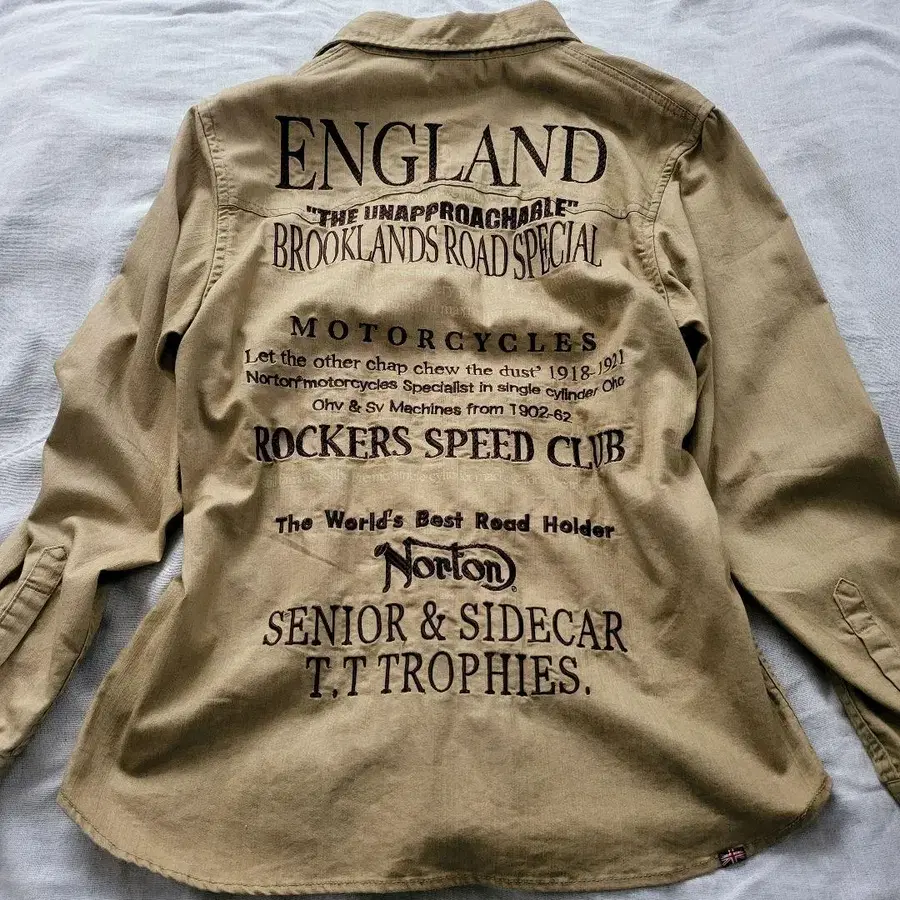 ENGLAND
"THE UNAPPROACHABLE"
BROOKLANDS ROAD SPECIAL
MOTORCYCLES
Let the other chap chew the dust' 1918-1921
Norton® motorcycles Specialist in single cylinder Ohc
Ohv & Sv Machines from 1902-62
ROCKERS SPEED CLUB
The World's Best Road Holder
Norton®
SENIOR & SIDECAR
T.T TROPHIES.